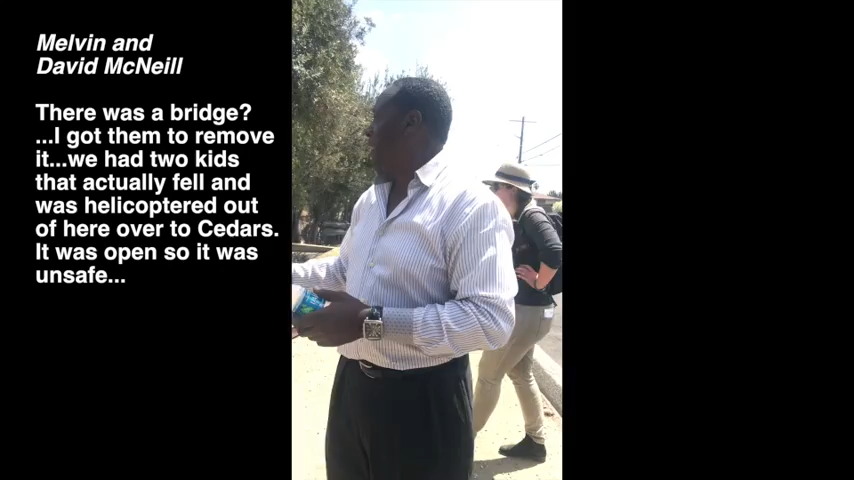 Melvin and
David McNeill
There was a bridge?
...I got them to remove
it...we had two kids
that actually fell and
was helicoptered out
of here over to Cedars.
It was open so it was
unsafe...